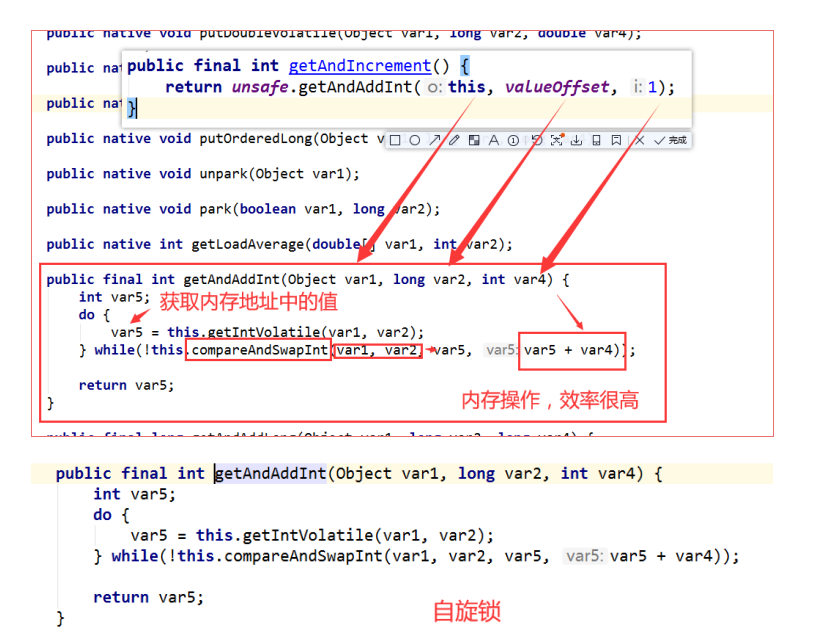 public native void putDoubleVolatile(Object var1, long var2, double var4);
public final int getAndIncrement() {
public na
return unsafe.getAndAddInt( o: this, valueOffset, i: 1);
public na
}
public native void putOrderedLong(Object v
完成
public native void unpark(Object var1);
public native void park(boolean var1, long var2);
public native int getLoadAverage(double[] var1, int var2);
public final int getAndAddInt(Object var1, long var2, int var4) {
int var5;
获取内存地址中的值
do {
var5 = this.getIntVolatile(var1, var2);
} while(!this.compareAndSwapInt(var1, var2, var5, var5: var5 + var4));
return var5;
内存操作，效率很高
}
public final long getAndAddLong(Object var1, long var2, long var4) {
public final int getAndAddInt(Object var1, long var2, int var4) {
int var5;
do {
var5 = this.getIntVolatile(var1, var2);
} while(!this.compareAndSwapInt(var1, var2, var5, var5: var5 + var4));
return var5;
自旋锁
}